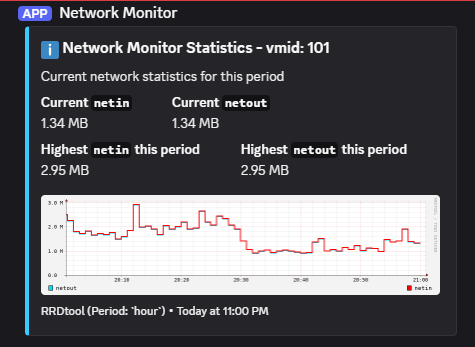 APP Network Monitor
Network Monitor Statistics - vmid: 101
Current network statistics for this period
Current netin Current netout
1.34 MB 1.34 MB
Highest netin this period Highest netout this period
2.95 MB 2.95 MB
3.0 M
2.0 M
1.0 M
0.0
20:10 20:20 20:30 20:40 20:50 21:00
netout netin
RRDtool (Period: `hour`) • Today at 11:00 PM